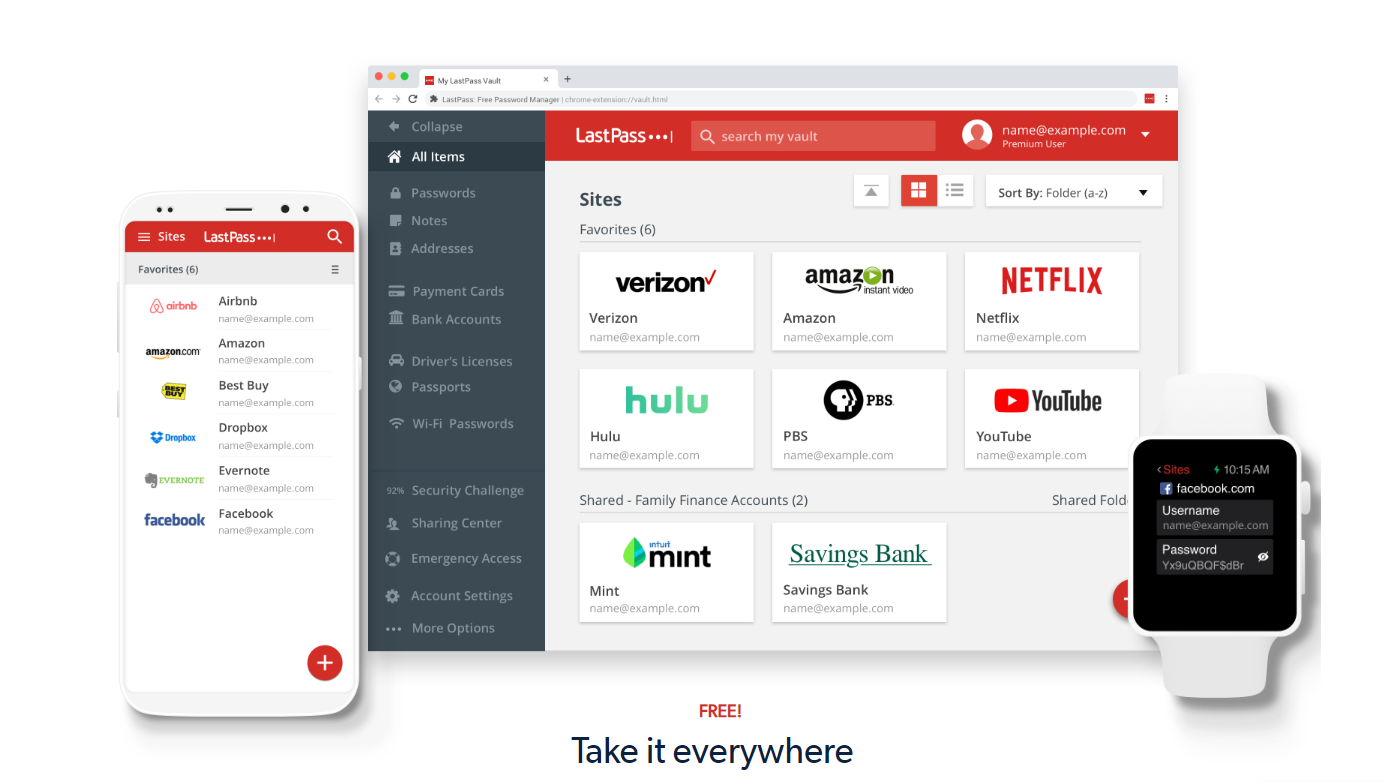 My LastPass Vault
LastPass: Free Password Manager | chrome-extension://vault.html
Collapse
All Items
Passwords
Notes
Addresses
Payment Cards
Bank Accounts
Driver's Licenses
Passports
Wi-Fi Passwords
92% Security Challenge
Sharing Center
Emergency Access
Account Settings
More Options
LastPass
search my vault
name@example.com
Premium User
Sites
Sort By: Folder (a-z)
Favorites (6)
verizon
Verizon
name@example.com
amazon
instant video
Amazon
name@example.com
NETFLIX
Netflix
name@example.com
hulu
Hulu
name@example.com
PBS.
PBS
name@example.com
YouTube
YouTube
name@example.com
Shared - Family Finance Accounts (2)
Shared Folde
intuit
mint
Mint
name@example.com
Savings Bank
Savings Bank
name@example.com
Sites LastPass
Favorites (6)
airbnb
Airbnb
name@example.com
amazon.com
Amazon
name@example.com
BEST BUY
Best Buy
name@example.com
Dropbox
Dropbox
name@example.com
EVERNOTE
Evernote
name@example.com
facebook
Facebook
name@example.com
Sites 10:15 AM
facebook.com
Username
name@example.com
Password
Yx9uQBQF$dBr
FREE!
Take it everywhere